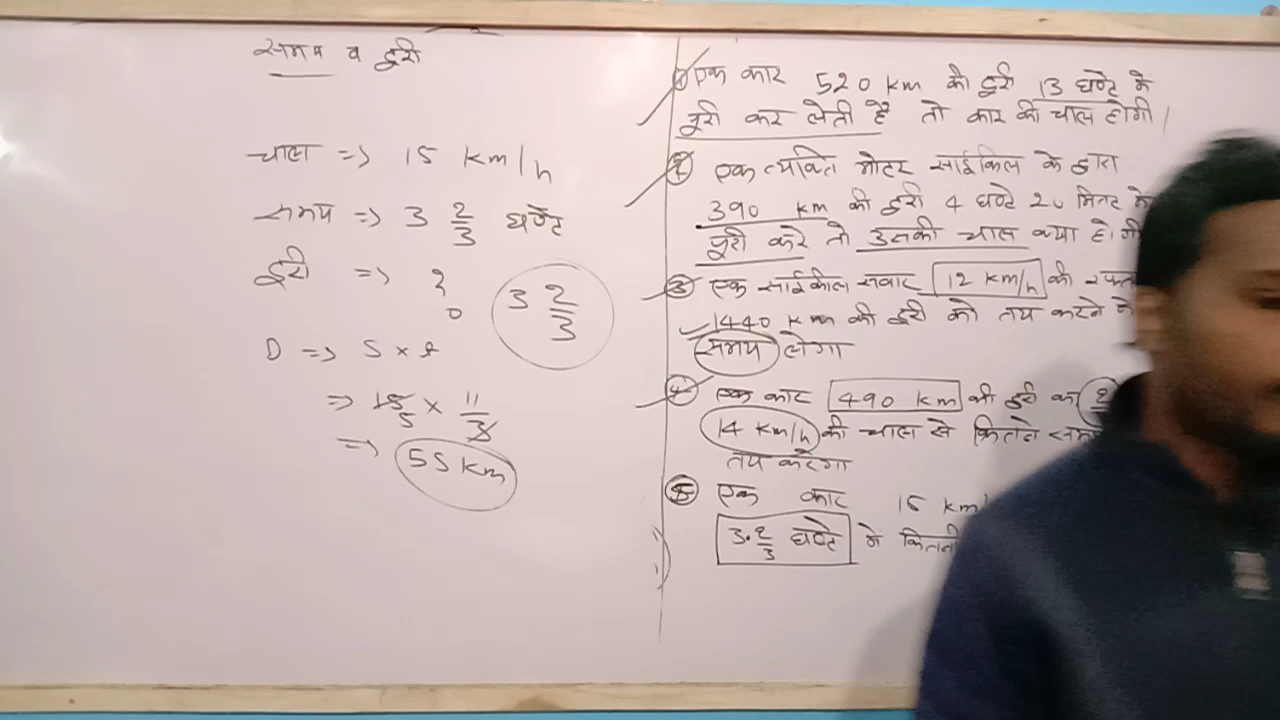 समय व दुरी
चाल => 15 km/h
समय => 3 2/3 घण्टे
दुरी => ?
3 2/3
D => S × t
=> 15 5 × 11/3
=> 55 km
① एक कार 520 km की दुरी 13 घण्टे मे
पुरी कर लेती है तो कार की चाल होगी।
② एक व्यक्ति मोटर साईकिल के द्वारा
390 km की दुरी 4 घण्टे 20 मिनट मे
पुरी करे तो उसकी चाल क्या होगी
③ एक साईकील सवार 12 km/h की
1440 km की दुरी को तय करने मे
समय लेगा
④ एक कार 490 km की दुरी का
14 km/h की चाल से कितने
तय करेगा
⑤ एक कार 15 km/
3 2/3 घण्टे मे